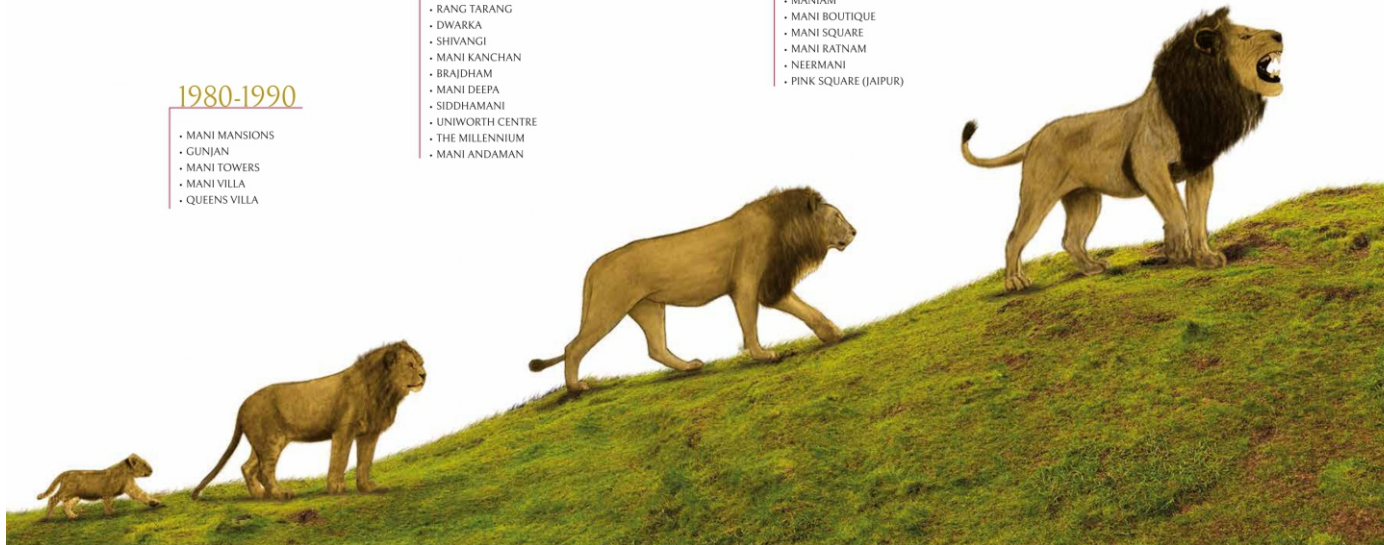 1980-1990
• MANI MANSIONS
• GUNJAN
• MANI TOWERS
• MANI VILLA
• QUEENS VILLA
• RANG TARANG
• DWARKA
• SHIVANGI
• MANI KANCHAN
• BRAJDHAM
• MANI DEEPA
• SIDDHAMANI
• UNIWORTH CENTRE
• THE MILLENNIUM
• MANI ANDAMAN
• MANIAM
• MANI BOUTIQUE
• MANI SQUARE
• MANI RATNAM
• NEERMANI
• PINK SQUARE (JAIPUR)